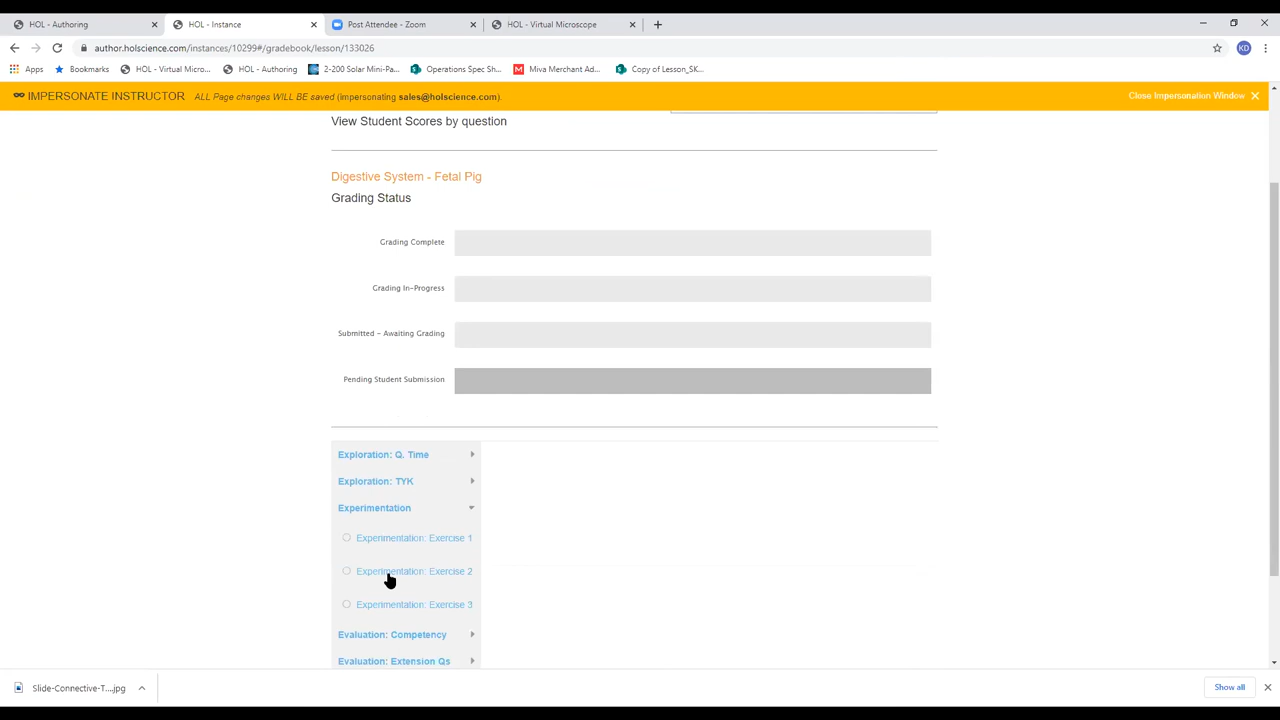 HOL - Authoring
HOL - Instance
Post Attendee - Zoom
HOL - Virtual Microscope
author.holscience.com/instances/10299#/gradebook/lesson/133026
KD
Apps
Bookmarks
HOL - Virtual Micro...
HOL - Authoring
2-200 Solar Mini-Pa...
Operations Spec Sh...
Miva Merchant Ad...
Copy of Lesson_SK...
IMPERSONATE INSTRUCTOR ALL Page changes WILL BE saved (impersonating sales@holscience.com).
Close Impersonation Window
View Student Scores by question
Digestive System - Fetal Pig
Grading Status
Grading Complete
Grading In-Progress
Submitted - Awaiting Grading
Pending Student Submission
Exploration: Q. Time
Exploration: TYK
Experimentation
Experimentation: Exercise 1
Experimentation: Exercise 2
Experimentation: Exercise 3
Evaluation: Competency
Evaluation: Extension Qs
Slide-Connective-T....jpg
Show all